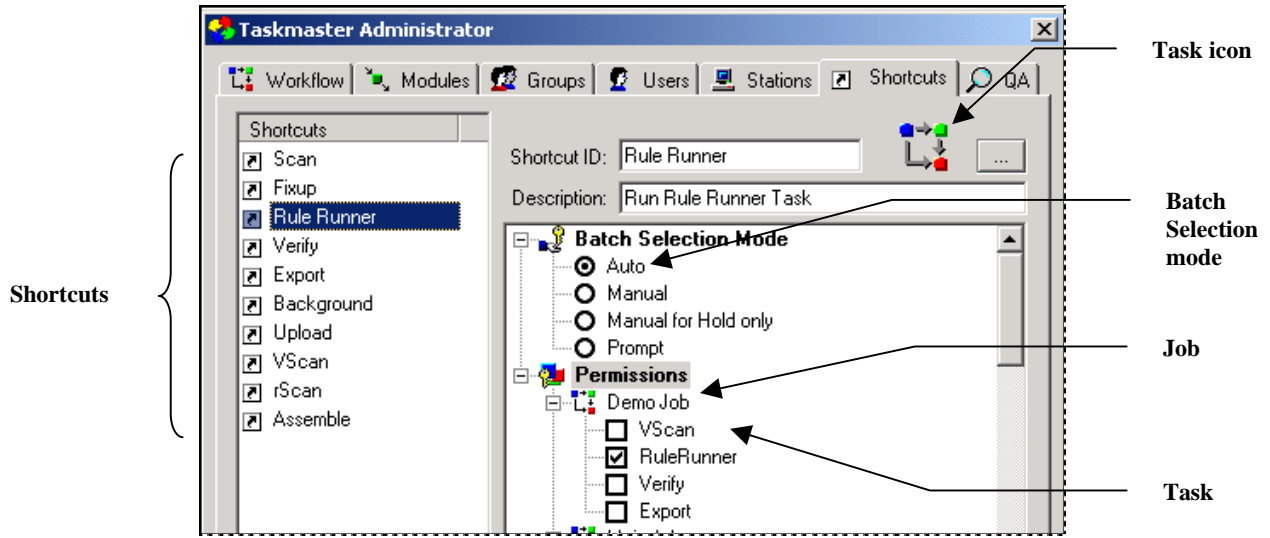 Taskmaster Administrator
Workflow Modules Groups Users Stations Shortcuts QA
Task icon
Shortcuts
Scan
Fixup
Rule Runner
Verify
Export
Background
Upload
VScan
rScan
Assemble
Shortcuts
Shortcut ID: Rule Runner ...
Description: Run Rule Runner Task
Batch Selection Mode
Auto
Manual
Manual for Hold only
Prompt
Permissions
Demo Job
VScan
RuleRunner
Verify
Export
Batch
Selection
mode
Job
Task